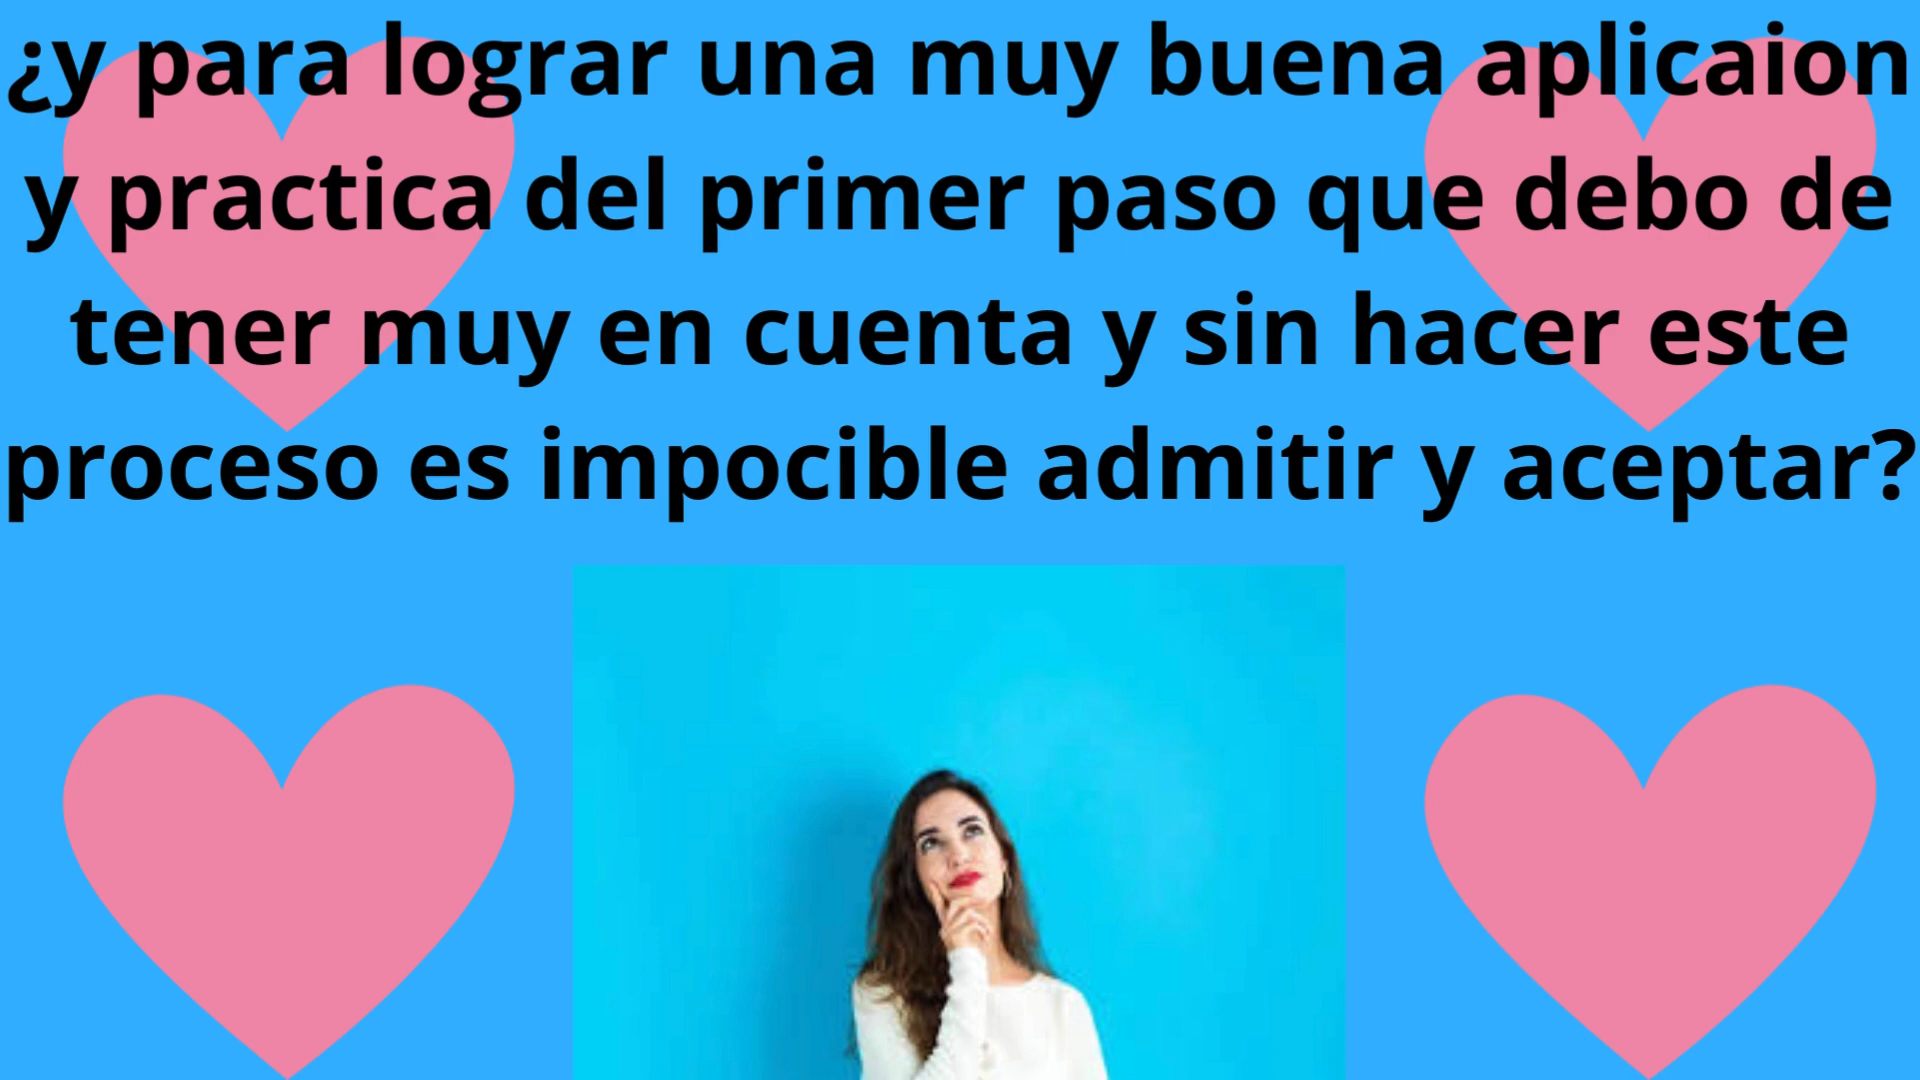 ¿y para lograr una muy buena aplicaion
y practica del primer paso que debo de
tener muy en cuenta y sin hacer este
proceso es impocible admitir y aceptar?